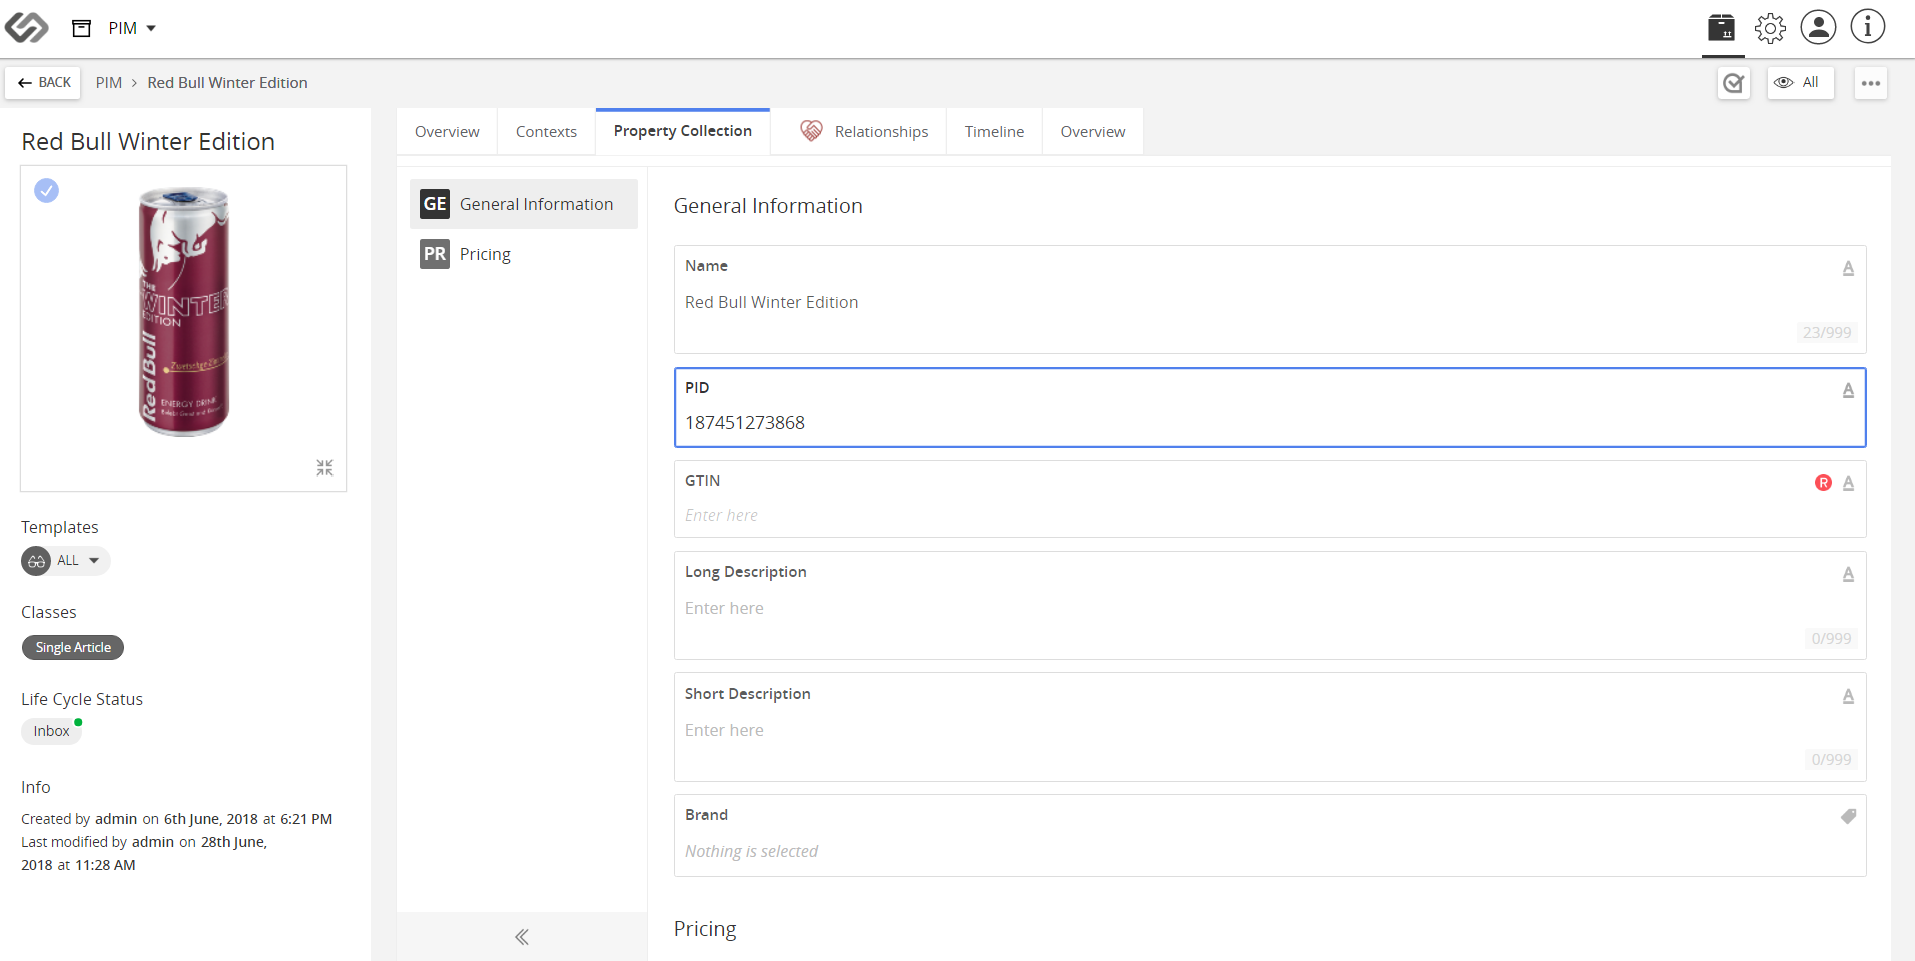 PIM
BACK
PIM > Red Bull Winter Edition
All
Red Bull Winter Edition
THE
WINTER
EDITION
Red Bull
ENERGY DRINK
Templates
ALL
Classes
Single Article
Life Cycle Status
Inbox
Info
Created by admin on 6th June, 2018 at 6:21 PM
Last modified by admin on 28th June,
2018 at 11:28 AM
Overview
Contexts
Property Collection
Relationships
Timeline
Overview
GE General Information
PR Pricing
General Information
Name
A
Red Bull Winter Edition
23/999
PID
A
187451273868
GTIN
R A
Enter here
Long Description
A
Enter here
0/999
Short Description
A
Enter here
0/999
Brand
Nothing is selected
Pricing